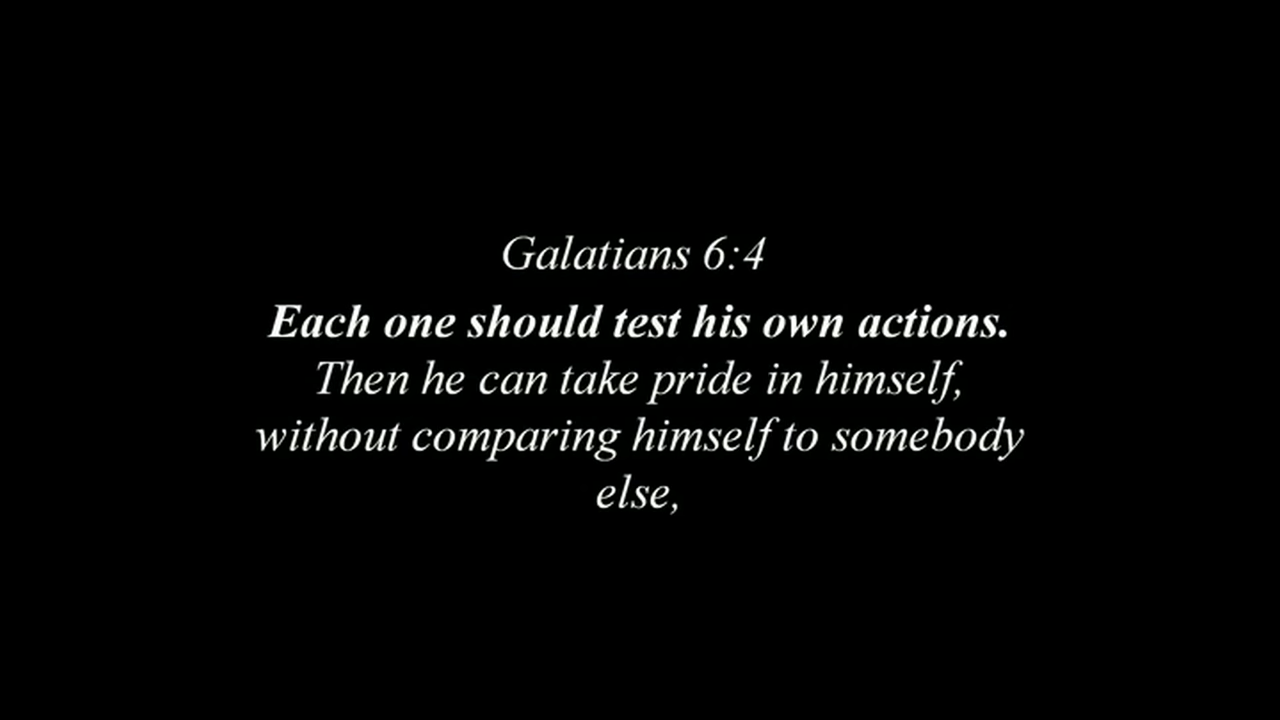 Galatians 6:4
Each one should test his own actions.
Then he can take pride in himself,
without comparing himself to somebody
else,